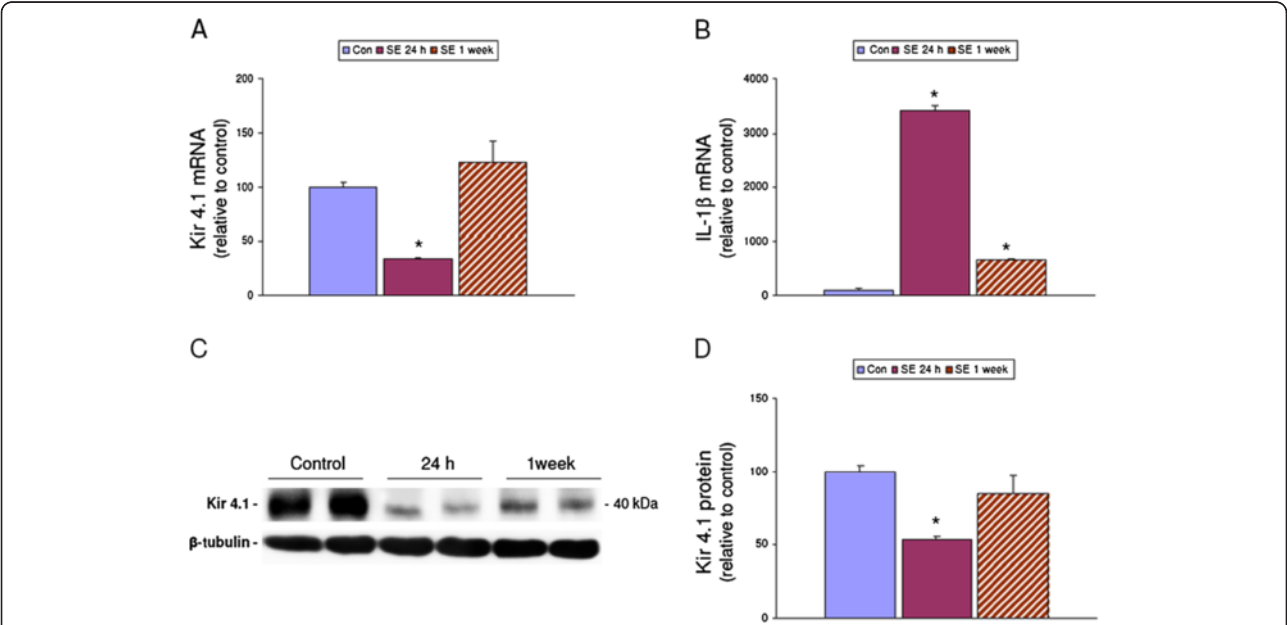 A
Con SE 24 h SE 1 week
200
150
100
50
0
Kir 4.1 mRNA
(relative to control)
*
B
Con SE 24 h SE 1 week
4000
3000
2000
1000
0
IL-1β mRNA
(relative to control)
*
*
C
Control 24 h 1week
Kir 4.1 - - 40 kDa
β-tubulin -
D
Con SE 24 h SE 1 week
150
100
50
0
Kir 4.1 protein
(relative to control)
*